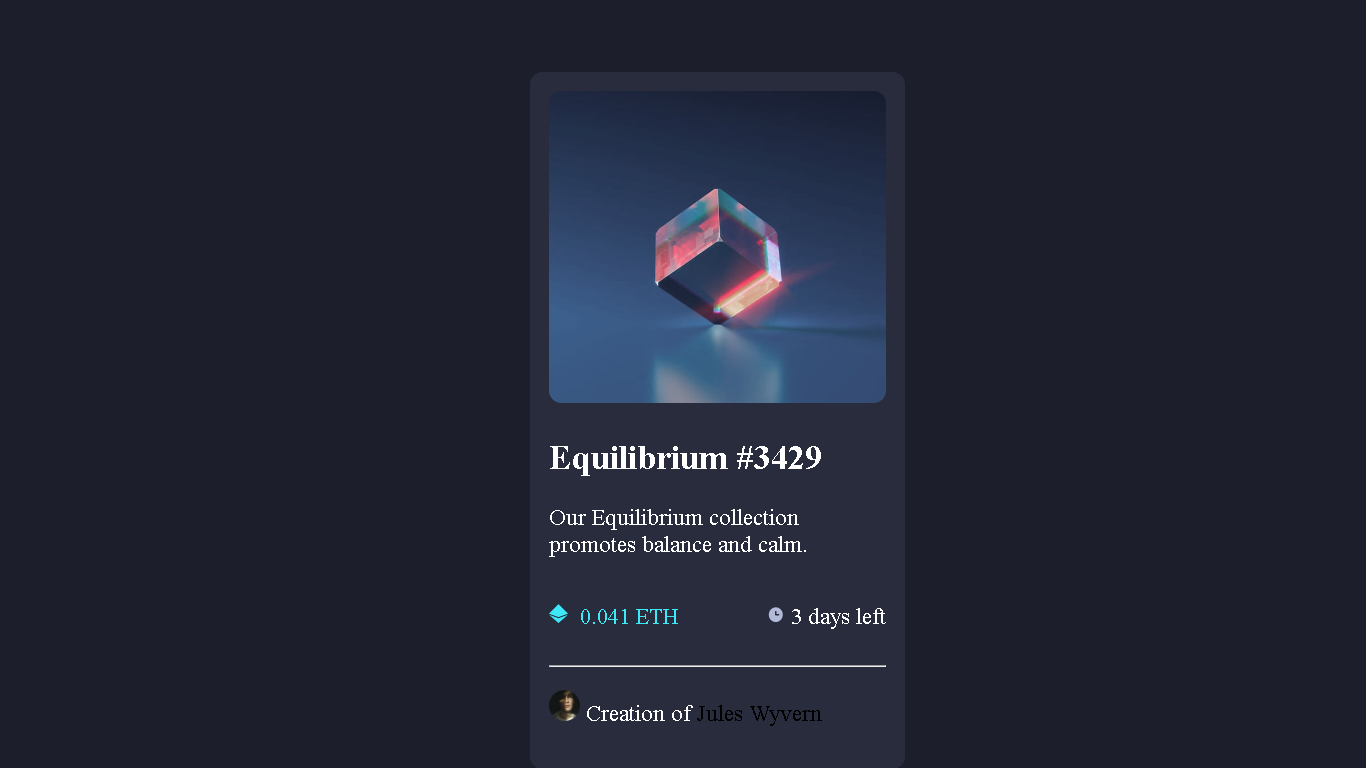 Equilibrium #3429
Our Equilibrium collection
promotes balance and calm.
0.041 ETH
3 days left
Creation of Jules Wyvern